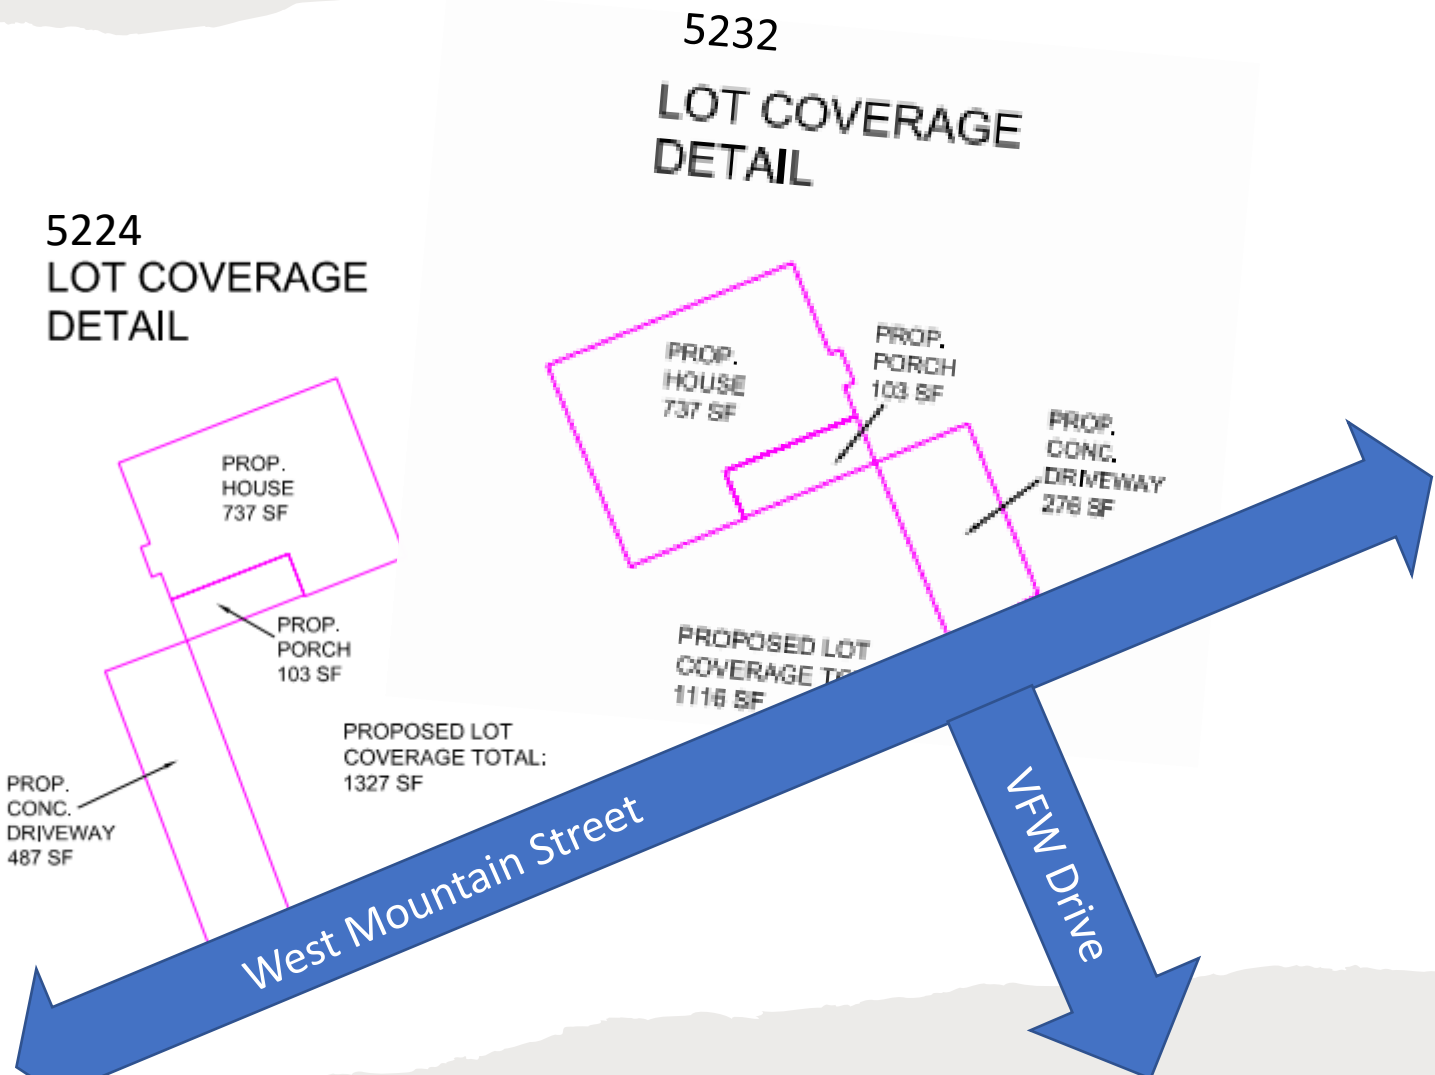 5232
LOT COVERAGE
DETAIL
5224
LOT COVERAGE
DETAIL
PROP.
HOUSE
737 SF
PROP.
PORCH
103 SF
PROP.
CONC.
DRIVEWAY
487 SF
PROPOSED LOT
COVERAGE TOTAL:
1327 SF
PROP.
HOUSE
737 SF
PROP.
PORCH
103 SF
PROP.
CONC.
DRIVEWAY
276 SF
PROPOSED LOT
COVERAGE
1116 SF
West Mountain Street
VFW Drive